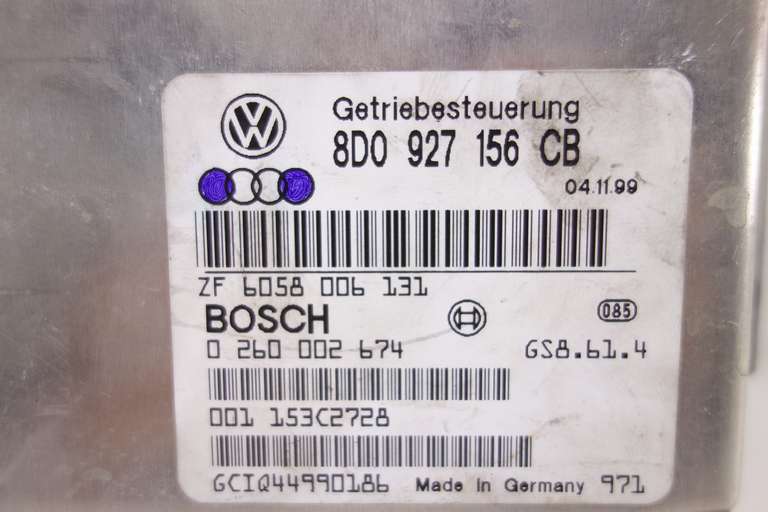 Getriebesteuerung
8D0 927 156 CB
04.11.99
ZF 6058 006 131
BOSCH 085
0 260 002 674 GS8.61.4
001 153C2728
GCIQ44990186 Made In Germany 971